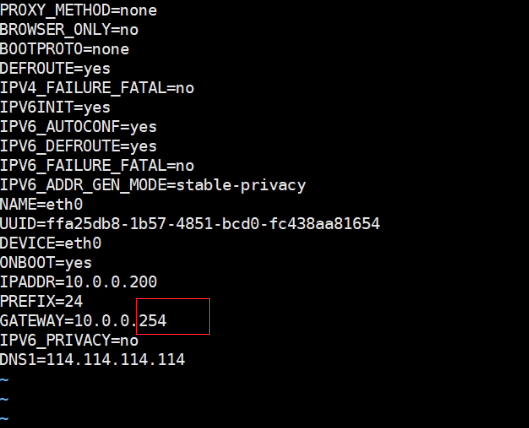 PROXY_METHOD=none
BROWSER_ONLY=no
BOOTPROTO=none
DEFROUTE=yes
IPV4_FAILURE_FATAL=no
IPV6INIT=yes
IPV6_AUTOCONF=yes
IPV6_DEFROUTE=yes
IPV6_FAILURE_FATAL=no
IPV6_ADDR_GEN_MODE=stable-privacy
NAME=eth0
UUID=ffa25db8-1b57-4851-bcd0-fc438aa81654
DEVICE=eth0
ONBOOT=yes
IPADDR=10.0.0.200
PREFIX=24
GATEWAY=10.0.0.254
IPV6_PRIVACY=no
DNS1=114.114.114.114
~
~
~